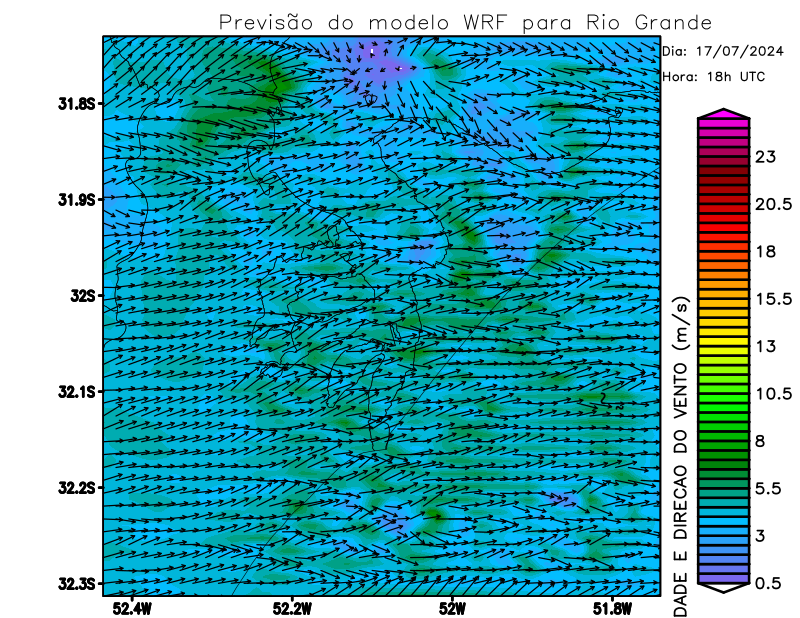 Previsão do modelo WRF para Rio Grande
Dia: 17/07/2024
Hora: 18h UTC
31.8S
31.9S
32S
32.1S
32.2S
32.3S
52.4W
52.2W
52W
51.8W
23
20.5
18
15.5
13
10.5
8
5.5
3
0.5
DADE E DIRECAO DO VENTO (m/s)